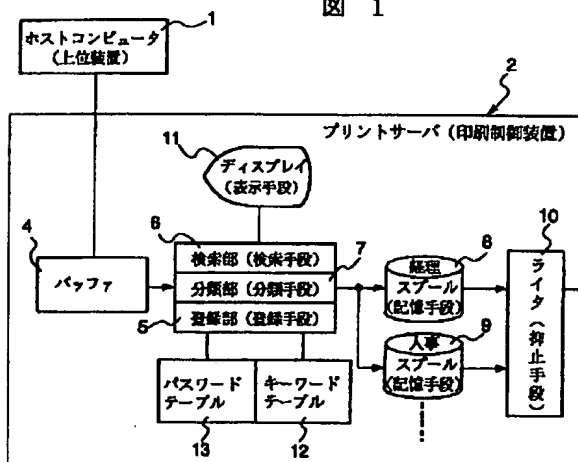 図 1
1
ホストコンピュータ
(上位装置)
2
プリントサーバ (印刷制御装置)
11
ディスプレイ
(表示手段)
4
バッファ
6
検索部 (検索手段)
7
分類部 (分類手段)
5
登録部 (登録手段)
パスワード
テーブル
13
キーワード
テーブル
12
8
経理
スプール
(記憶手段)
9
人事
スプール
(記憶手段)
10
ライタ (抑止手段)